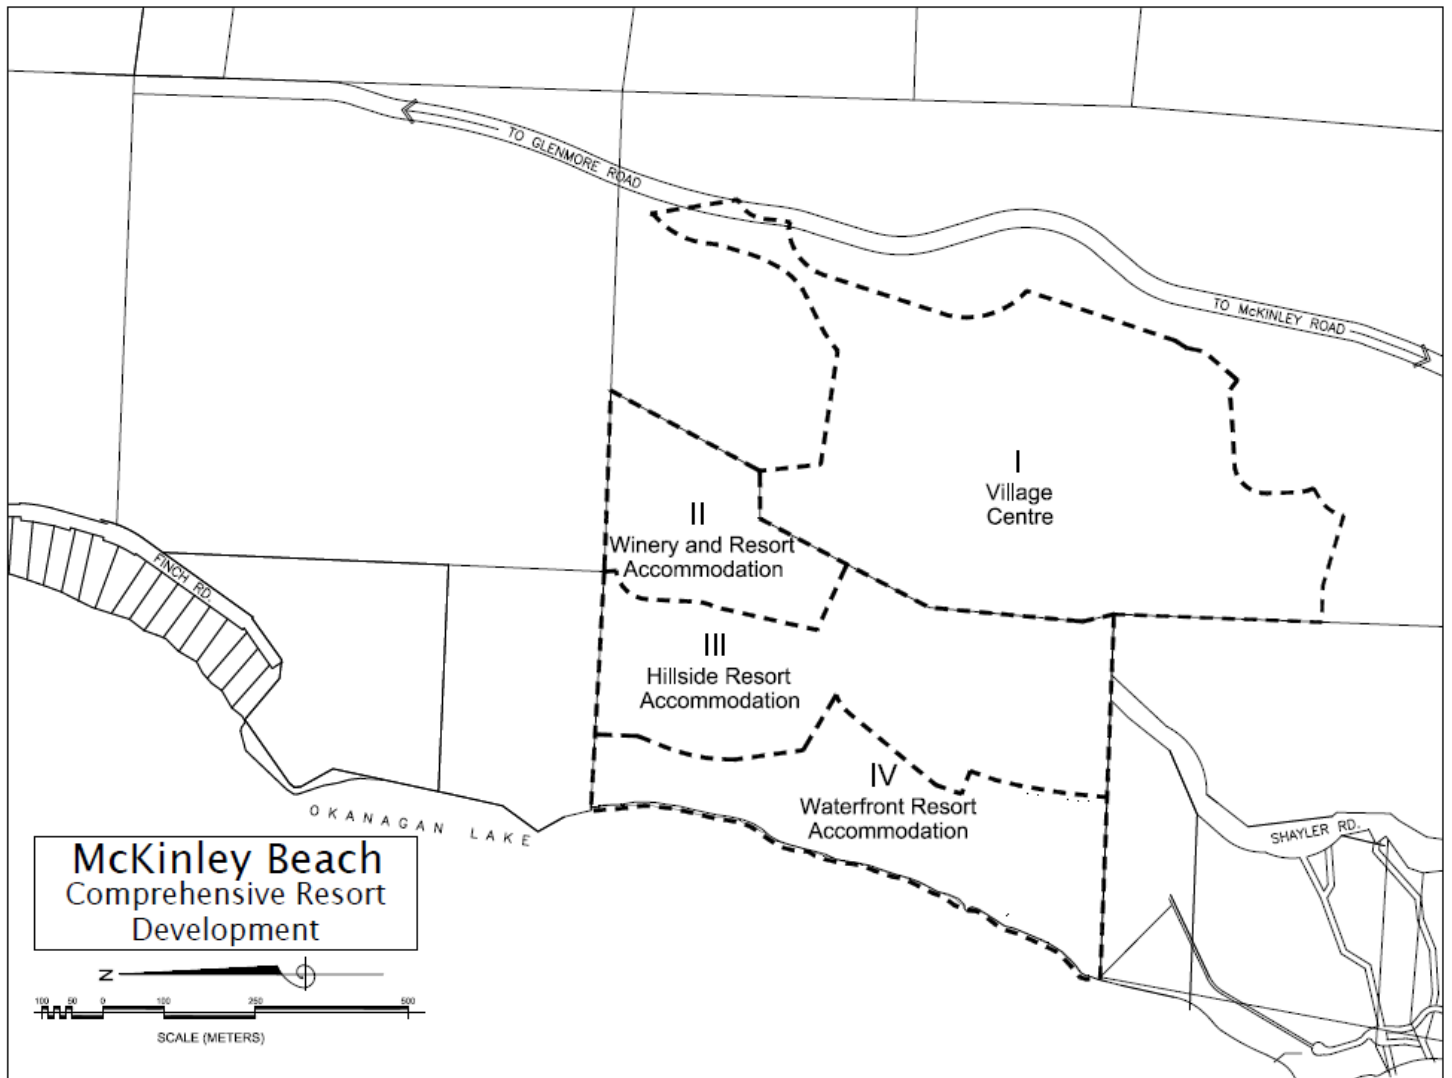 TO GLENMORE ROAD
TO McKINLEY ROAD
I
Village
Centre
II
Winery and Resort
Accommodation
FINCH RD.
III
Hillside Resort
Accommodation
IV
Waterfront Resort
Accommodation
OKANAGAN LAKE
SHAYLER RD.
McKinley Beach
Comprehensive Resort
Development
N
100 50 0 100 250 500
SCALE (METERS)